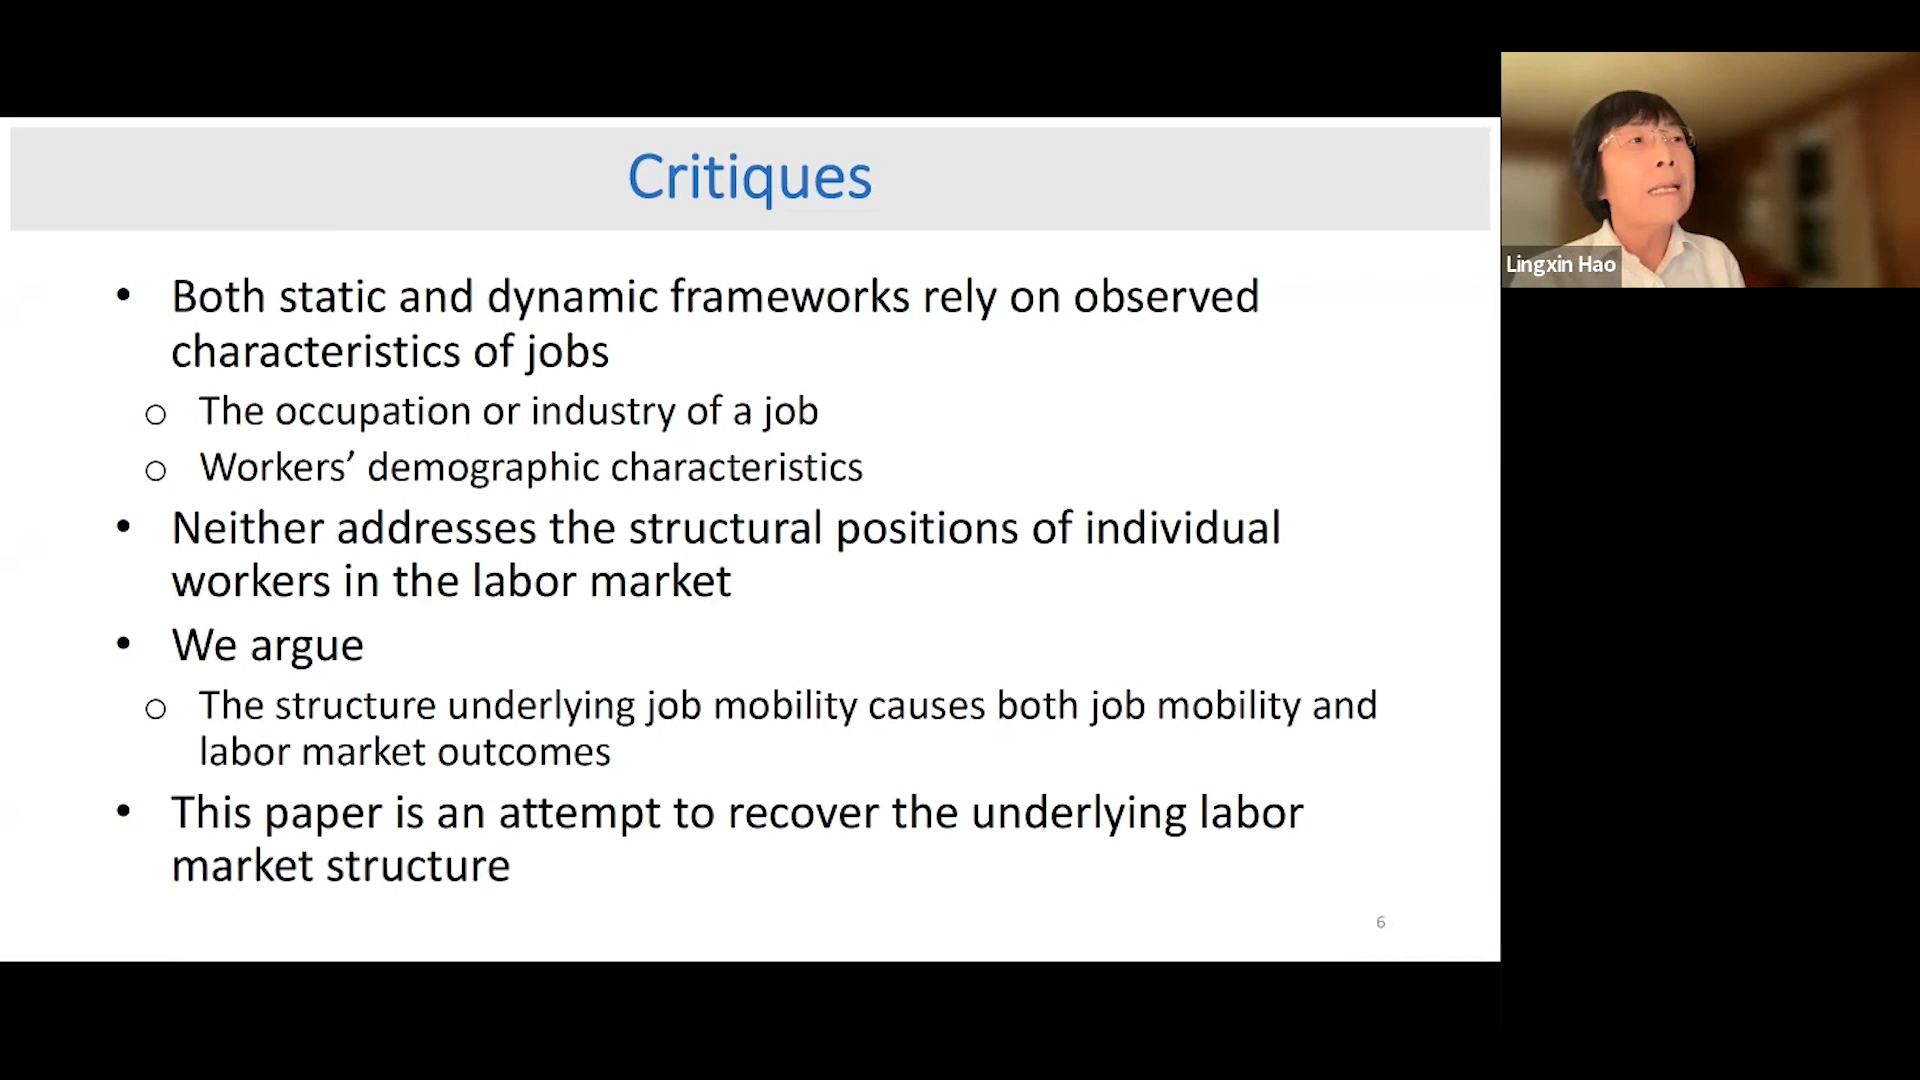 Critiques
• Both static and dynamic frameworks rely on observed
characteristics of jobs
o The occupation or industry of a job
o Workers’ demographic characteristics
• Neither addresses the structural positions of individual
workers in the labor market
• We argue
o The structure underlying job mobility causes both job mobility and
labor market outcomes
• This paper is an attempt to recover the underlying labor
market structure
6
Lingxin Hao